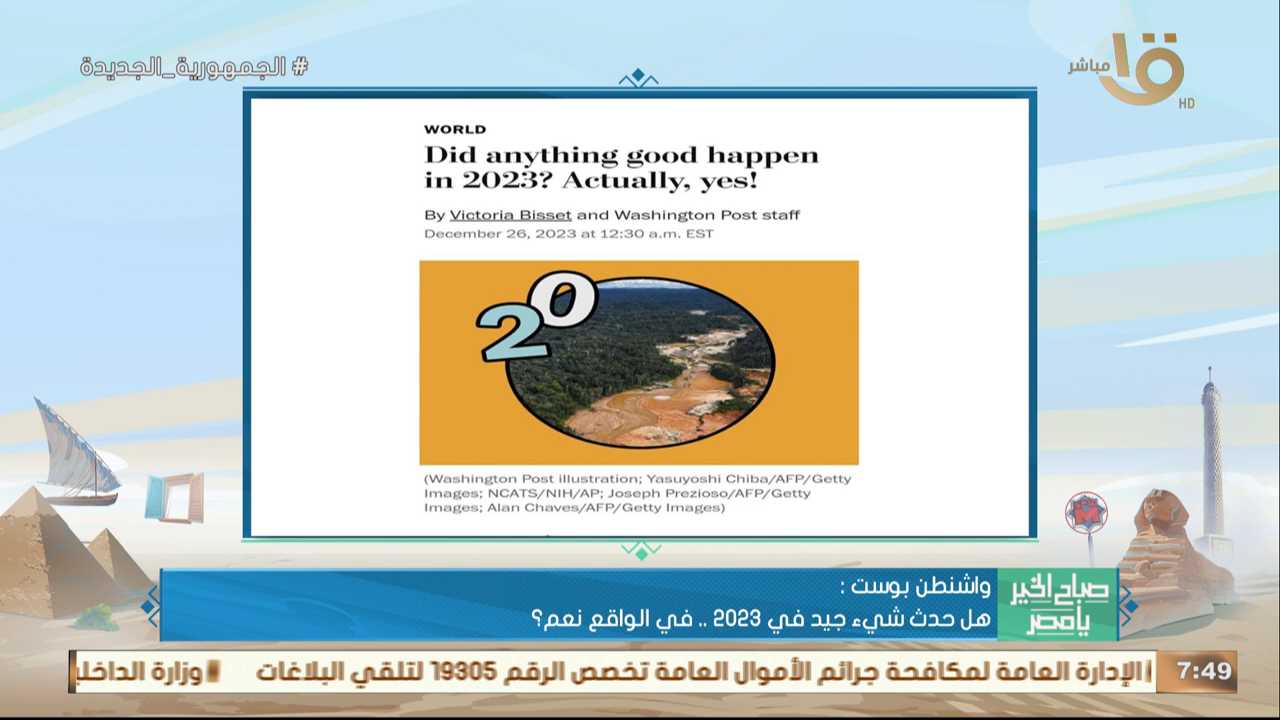 # الجمهورية_الجديدة
مباشر
HD
WORLD
Did anything good happen
in 2023? Actually, yes!
By Victoria Bisset and Washington Post staff
December 26, 2023 at 12:30 a.m. EST
20
(Washington Post illustration; Yasuyoshi Chiba/AFP/Getty
Images; NCATS/NIH/AP; Joseph Prezioso/AFP/Getty
Images; Alan Chaves/AFP/Getty Images)
M
صباح الخير
يا مصر
واشنطن بوست :
هل حدث شيء جيد في 2023 .. في الواقع نعم؟
7:49
الإدارة العامة لمكافحة جرائم الأموال العامة تخصص الرقم 19305 لتلقي البلاغات
وزارة الداخلي